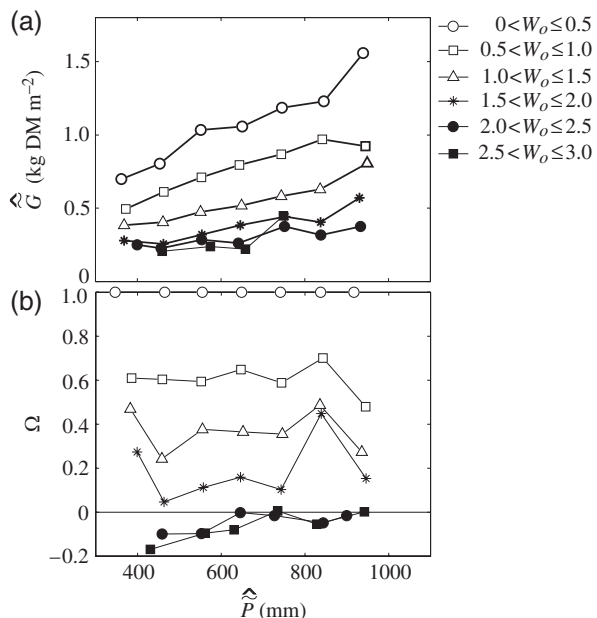 (a)
0<Wₒ≤0.5
0.5<Wₒ≤1.0
1.0<Wₒ≤1.5
1.5<Wₒ≤2.0
2.0<Wₒ≤2.5
2.5<Wₒ≤3.0
1.5
1.0
0.5
0
G̃̂ (kg DM m⁻²)
(b)
1.0
0.8
0.6
0.4
0.2
0
−0.2
Ω
400 600 800 1000
P̃̂ (mm)